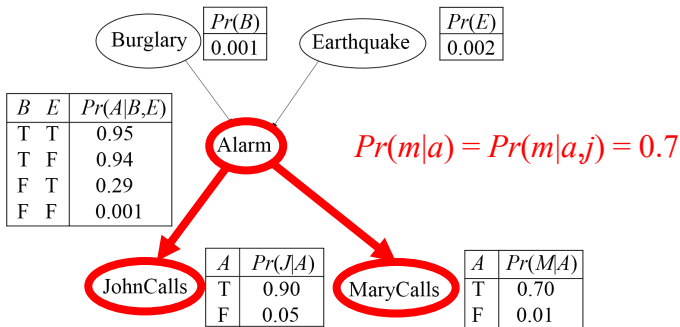 Burglary
Pr(B)
0.001
Earthquake
Pr(E)
0.002
B E Pr(A|B,E)
T T 0.95
T F 0.94
F T 0.29
F F 0.001
Alarm
Pr(m|a) = Pr(m|a,j) = 0.7
JohnCalls
A Pr(J|A)
T 0.90
F 0.05
MaryCalls
A Pr(M|A)
T 0.70
F 0.01